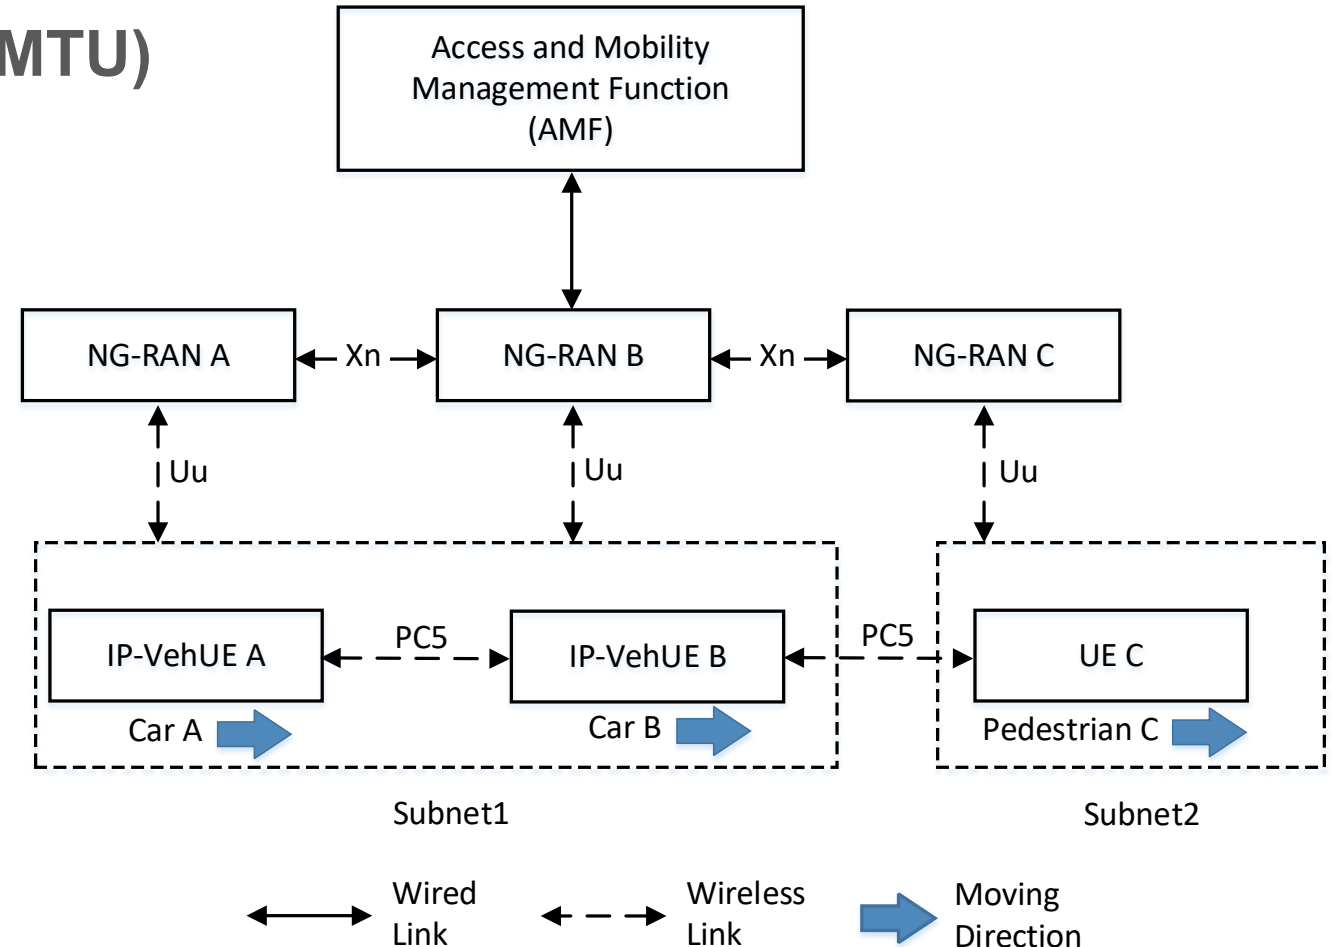 MTU)
Access and Mobility
Management Function
(AMF)
NG-RAN A
Xn
NG-RAN B
Xn
NG-RAN C
Uu
Uu
Uu
IP-VehUE A
PC5
IP-VehUE B
PC5
UE C
Car A
Car B
Pedestrian C
Subnet1
Subnet2
Wired
Link
Wireless
Link
Moving
Direction